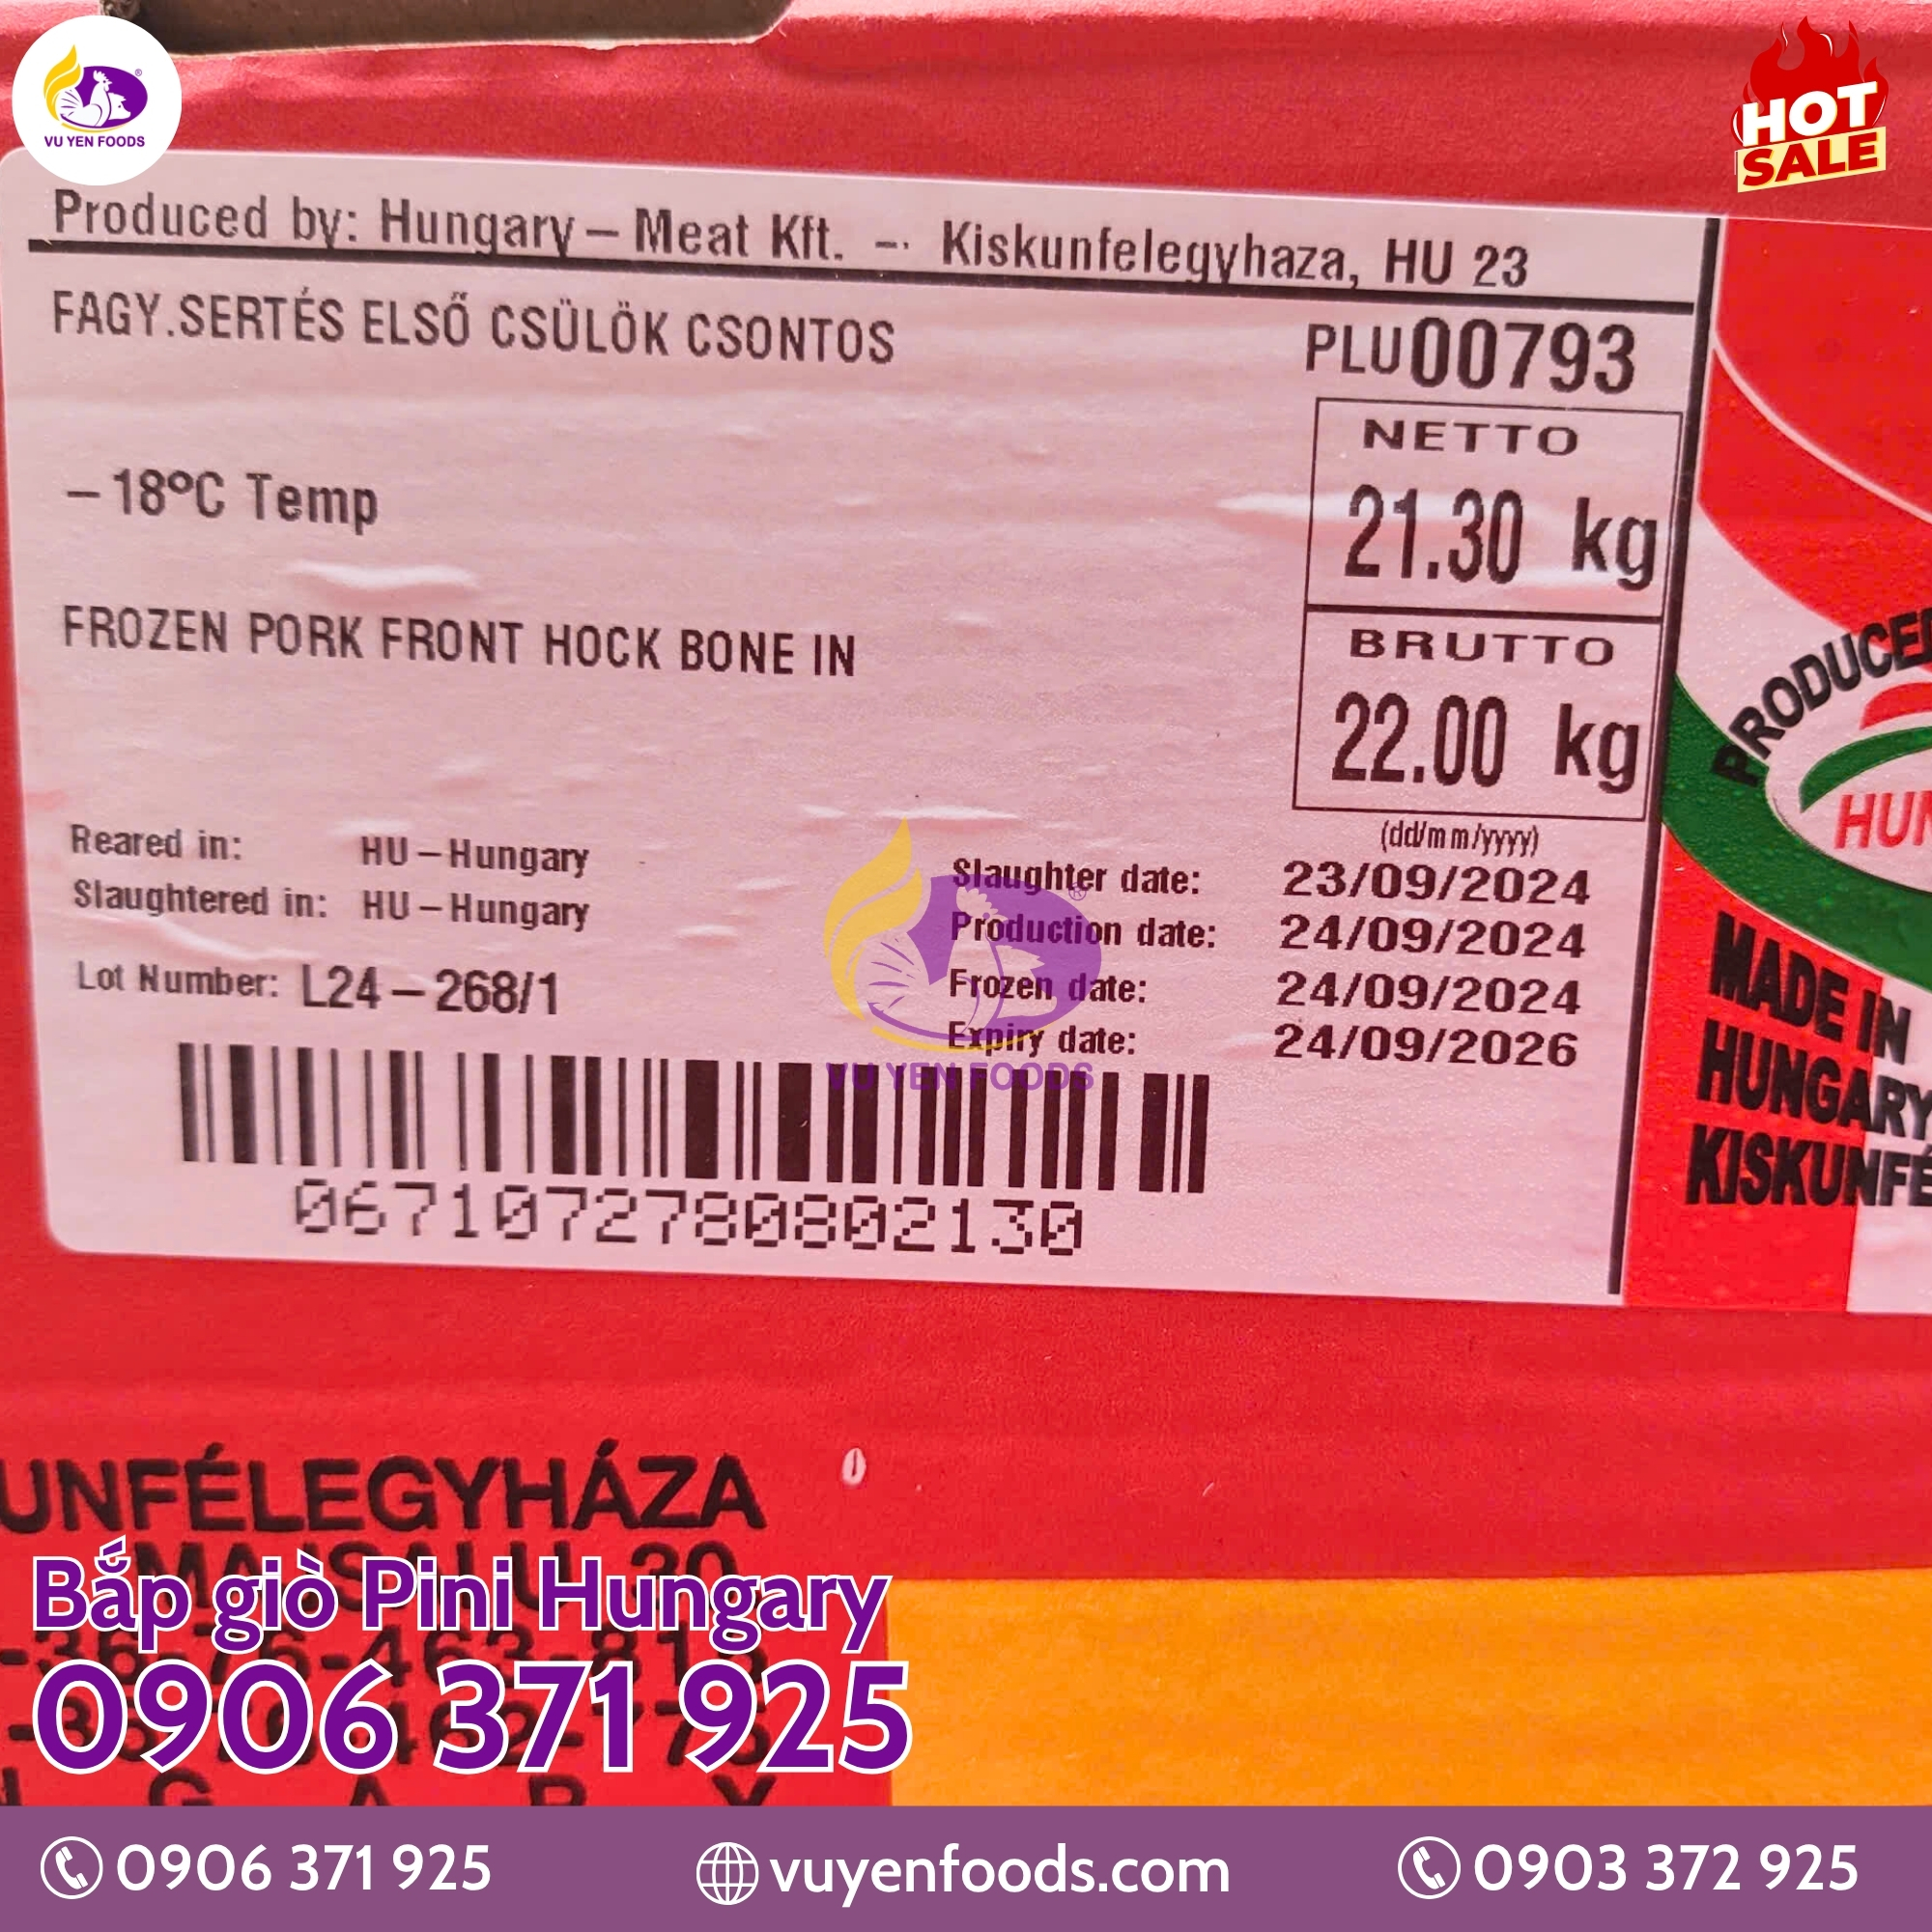 VU YEN FOODS
HOT
SALE
Produced by: Hungary – Meat Kft. – Kiskunfelegyhaza, HU 23
FAGY.SERTÉS ELSŐ CSÜLÖK CSONTOS
PLU00793
NETTO
21.30 kg
– 18°C Temp
FROZEN PORK FRONT HOCK BONE IN
BRUTTO
22.00 kg
(dd/mm/yyyy)
Reared in: HU – Hungary
Slaughtered in: HU – Hungary
Lot Number: L24 – 268/1
Slaughter date: 23/09/2024
Production date: 24/09/2024
Frozen date: 24/09/2024
Expiry date: 24/09/2026
VU YEN FOODS
0671072780802130
HUN
MADE IN
HUNGARY
KISKUNFÉ
UNFÉLEGYHÁZA
Bắp giò Pini Hungary
0906 371 925
0906 371 925
vuyenfoods.com
0903 372 925